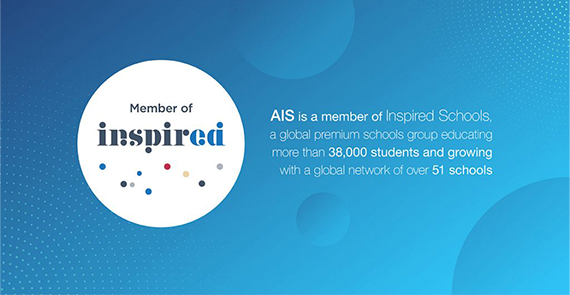 Member of
inspired
AIS is a member of Inspired Schools,
a global premium schools group educating
more than 38,000 students and growing
with a global network of over 51 schools